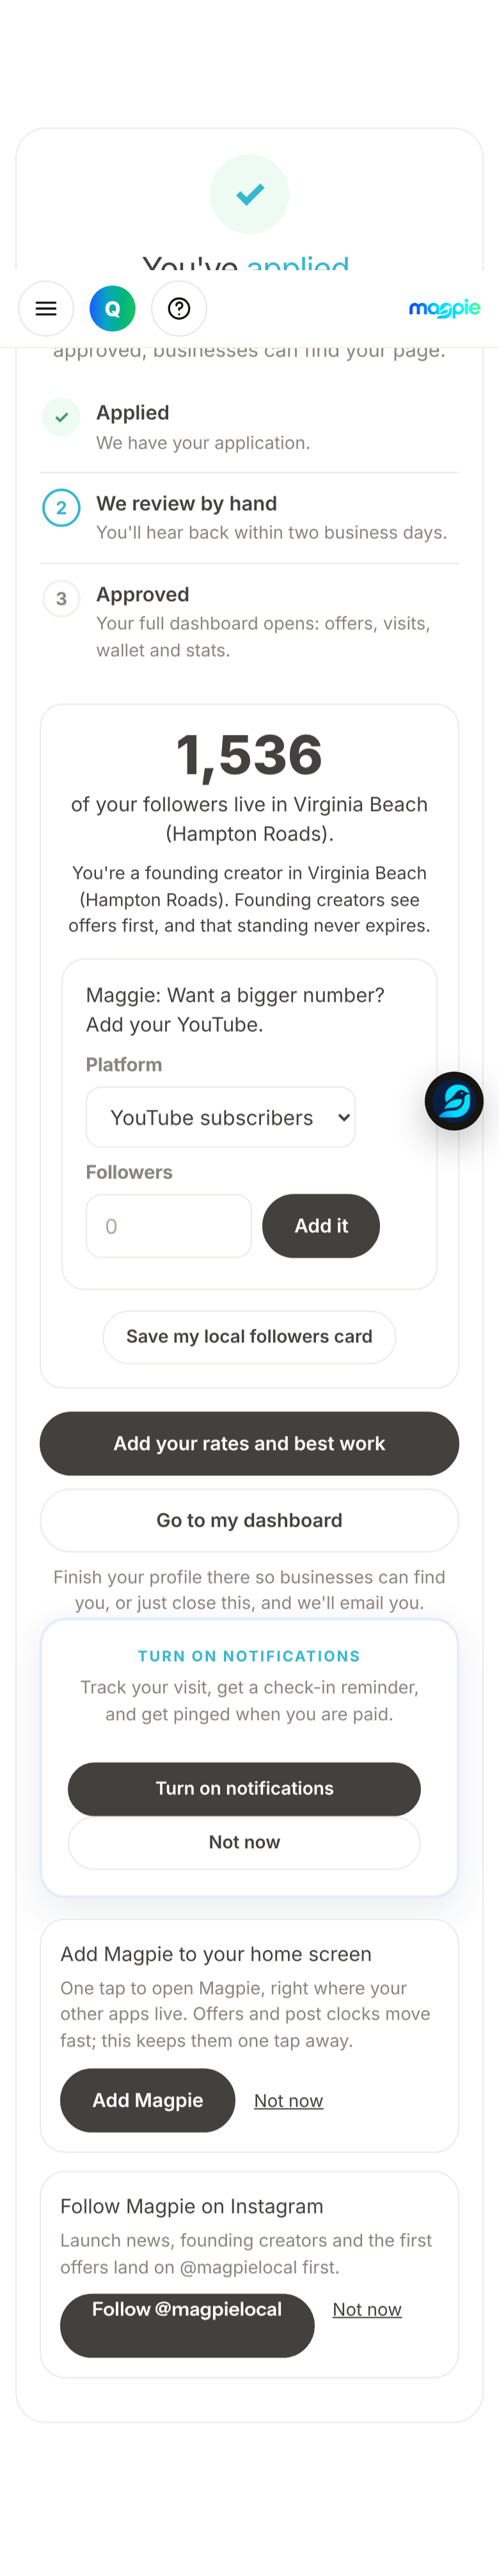 You've applied
Q
magpie
approved, businesses can find your page.
Applied
We have your application.
2
We review by hand
You'll hear back within two business days.
3
Approved
Your full dashboard opens: offers, visits,
wallet and stats.
1,536
of your followers live in Virginia Beach
(Hampton Roads).
You're a founding creator in Virginia Beach
(Hampton Roads). Founding creators see
offers first, and that standing never expires.
Maggie: Want a bigger number?
Add your YouTube.
Platform
YouTube subscribers
Followers
0
Add it
Save my local followers card
Add your rates and best work
Go to my dashboard
Finish your profile there so businesses can find
you, or just close this, and we'll email you.
TURN ON NOTIFICATIONS
Track your visit, get a check-in reminder,
and get pinged when you are paid.
Turn on notifications
Not now
Add Magpie to your home screen
One tap to open Magpie, right where your
other apps live. Offers and post clocks move
fast; this keeps them one tap away.
Add Magpie
Not now
Follow Magpie on Instagram
Launch news, founding creators and the first
offers land on @magpielocal first.
Follow @magpielocal
Not now